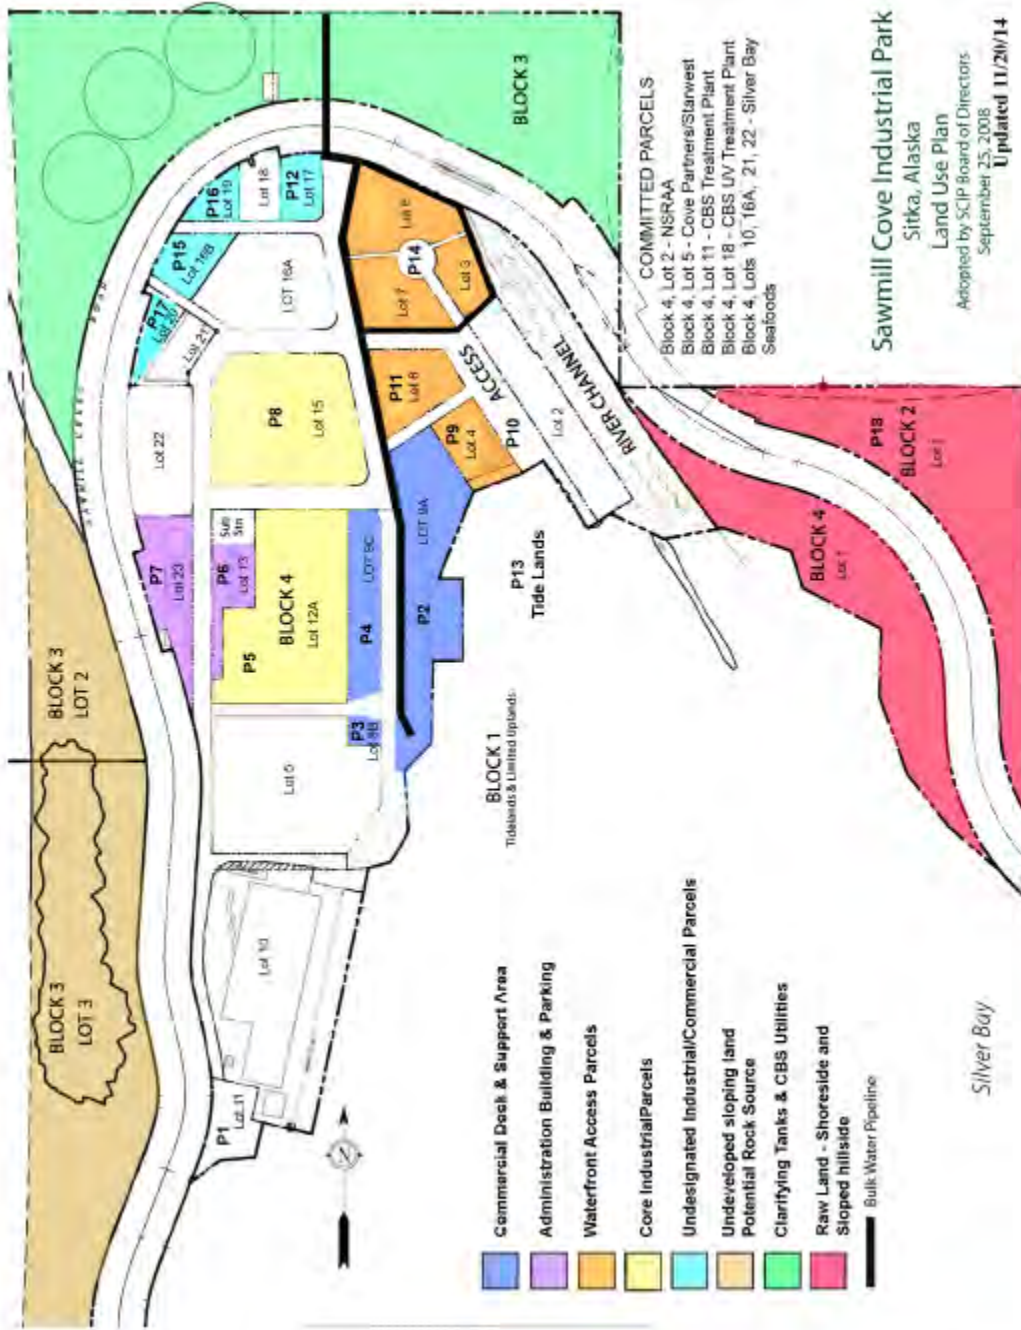 Sawmill Cove Industrial Park
Sitka, Alaska
Land Use Plan
Adopted by SCIP Board of Directors
September 25, 2008
Updated 11/20/14
COMMITTED PARCELS
Block 4, Lot 2 - NSRAA
Block 4, Lot 5 - Cove Partners/Starwest
Block 4, Lot 11 - CBS Treatment Plant
Block 4, Lot 18 - CBS UV Treatment Plant
Block 4, Lots 10, 16A, 21, 22 - Silver Bay
Seafoods
BLOCK 3
LOT 3
BLOCK 3
LOT 2
BLOCK 3
SAWMILL CREEK ROAD
P7
Lot 23
Lot 22
P17
Lot 20
Lot 21
P15
Lot 16B
P16
Lot 19
Lot 18
P12
Lot 17
LOT 16A
P6
Lot 13
Sub
Stn
P8
Lot 15
P5
BLOCK 4
Lot 12A
P4
LOT 9C
P3
P2
LOT 9A
P11
P9
Lot 4
P10
P14
Lot 7
Lot 3
ACCESS
Lot 2
RIVER CHANNEL
P1
Lot 11
Lot 10
BLOCK 1
Tidelands & Limited Uplands
P13
Tide Lands
BLOCK 4
Lot 1
P18
BLOCK 2
Lot 1
Silver Bay
Commercial Dock & Support Area
Administration Building & Parking
Waterfront Access Parcels
Core IndustrialParcels
Undesignated Industrial/Commercial Parcels
Undeveloped sloping land
Potential Rock Source
Clarifying Tanks & CBS Utilities
Raw Land - Shoreside and
Sloped hillside
Bulk Water Pipeline